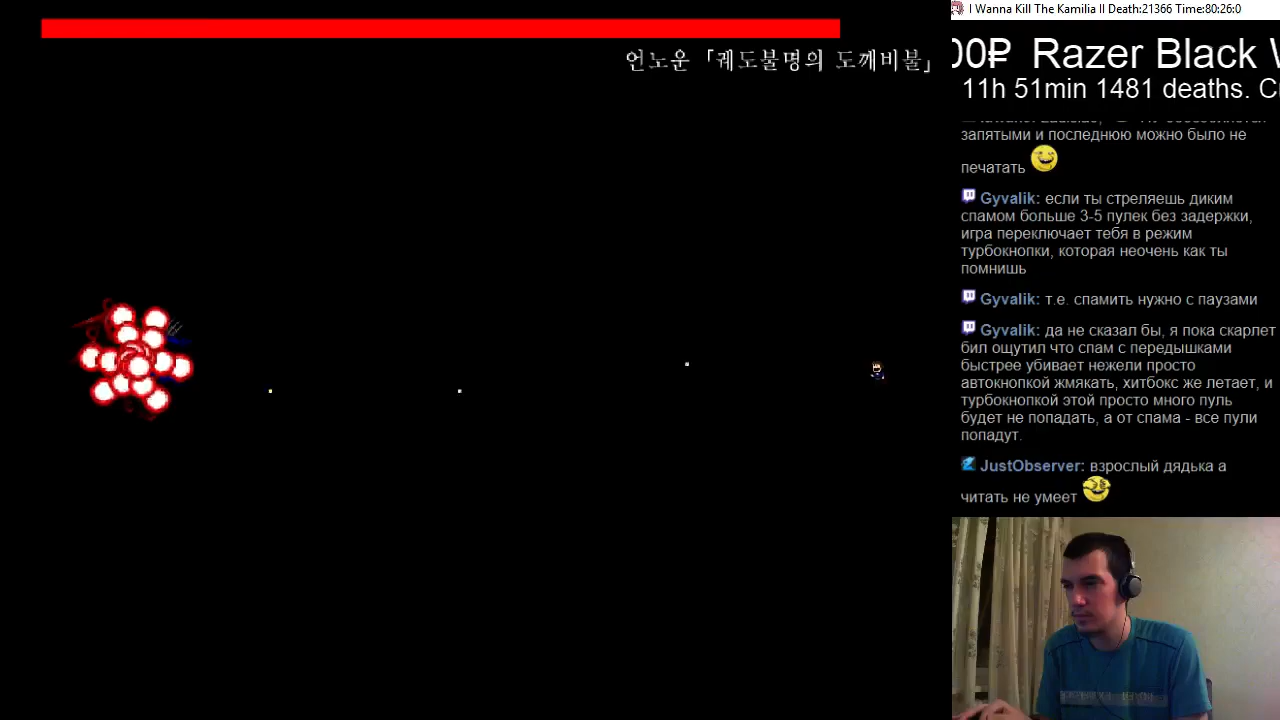 I Wanna Kill The Kamilia II Death:21366 Time:80:26:0
언노운「궤도불명의 도깨비불」
00₽ Razer Black
11h 51min 1481 deaths.
запятыми и последнюю можно было не
печатать
Gyvalik: если ты стреляешь диким
спамом больше 3-5 пулек без задержки,
игра переключает тебя в режим
турбокнопки, которая неочень как ты
помнишь
Gyvalik: т.е. спамить нужно с паузами
Gyvalik: да не сказал бы, я пока скарлет
бил ощутил что спам с передышками
быстрее убивает нежели просто
автокнопкой жмякать, хитбокс же летает, и
турбокнопкой этой просто много пуль
будет не попадать, а от спама - все пули
попадут.
JustObserver: взрослый дядька а
читать не умеет